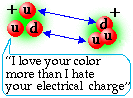 + u +
u d d
u u
"I love your color
more than I hate
your electrical charge"